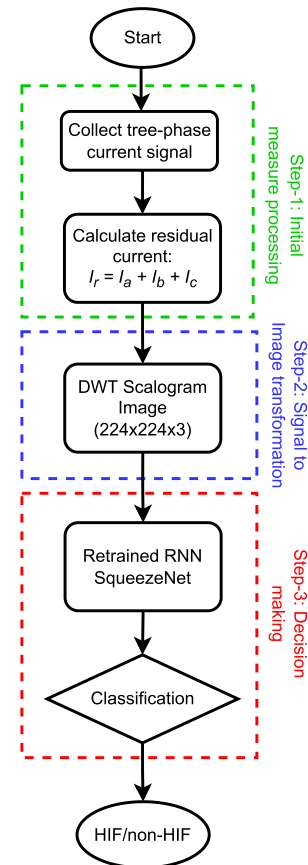 Start
Collect tree-phase
current signal
Calculate residual
current:
Ir = Ia + Ib + Ic
Step-1: Initial
measure processing
DWT Scalogram
Image
(224x224x3)
Step-2: Signal to
Image transformation
Retrained RNN
SqueezeNet
Classification
Step-3: Decision
making
HIF/non-HIF